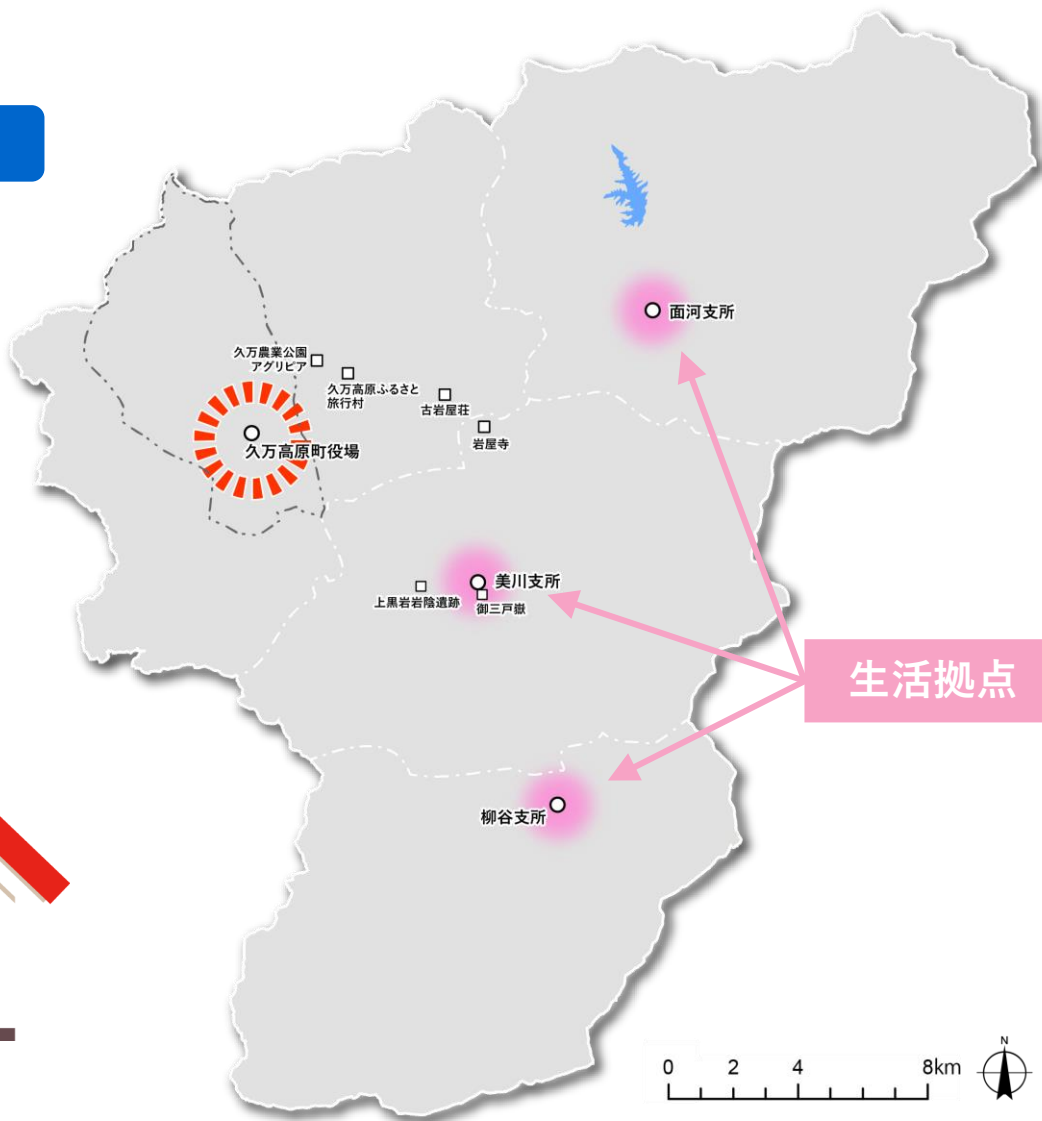 面河支所
久万農業公園
アグリピア
久万高原ふるさと
旅行村
古岩屋荘
岩屋寺
久万高原町役場
美川支所
上黒岩岩陰遺跡
御三戸嶽
生活拠点
柳谷支所
N
0 2 4 8km